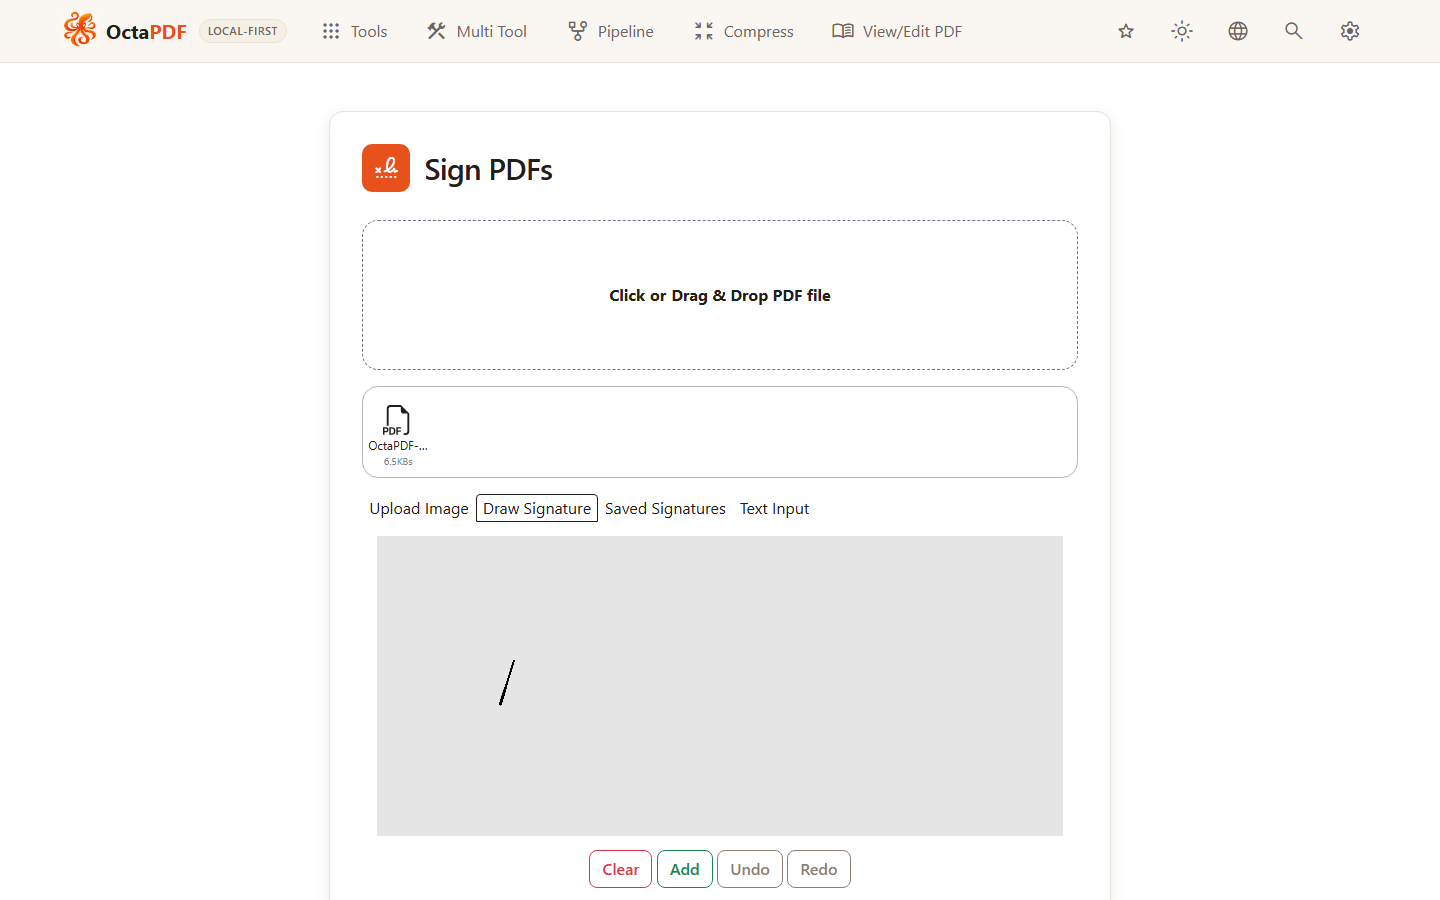 OctaPDF LOCAL-FIRST Tools Multi Tool Pipeline Compress View/Edit PDF
Sign PDFs
Click or Drag & Drop PDF file
PDF
OctaPDF-...
6.5KBs
Upload Image Draw Signature Saved Signatures Text Input
Clear Add Undo Redo